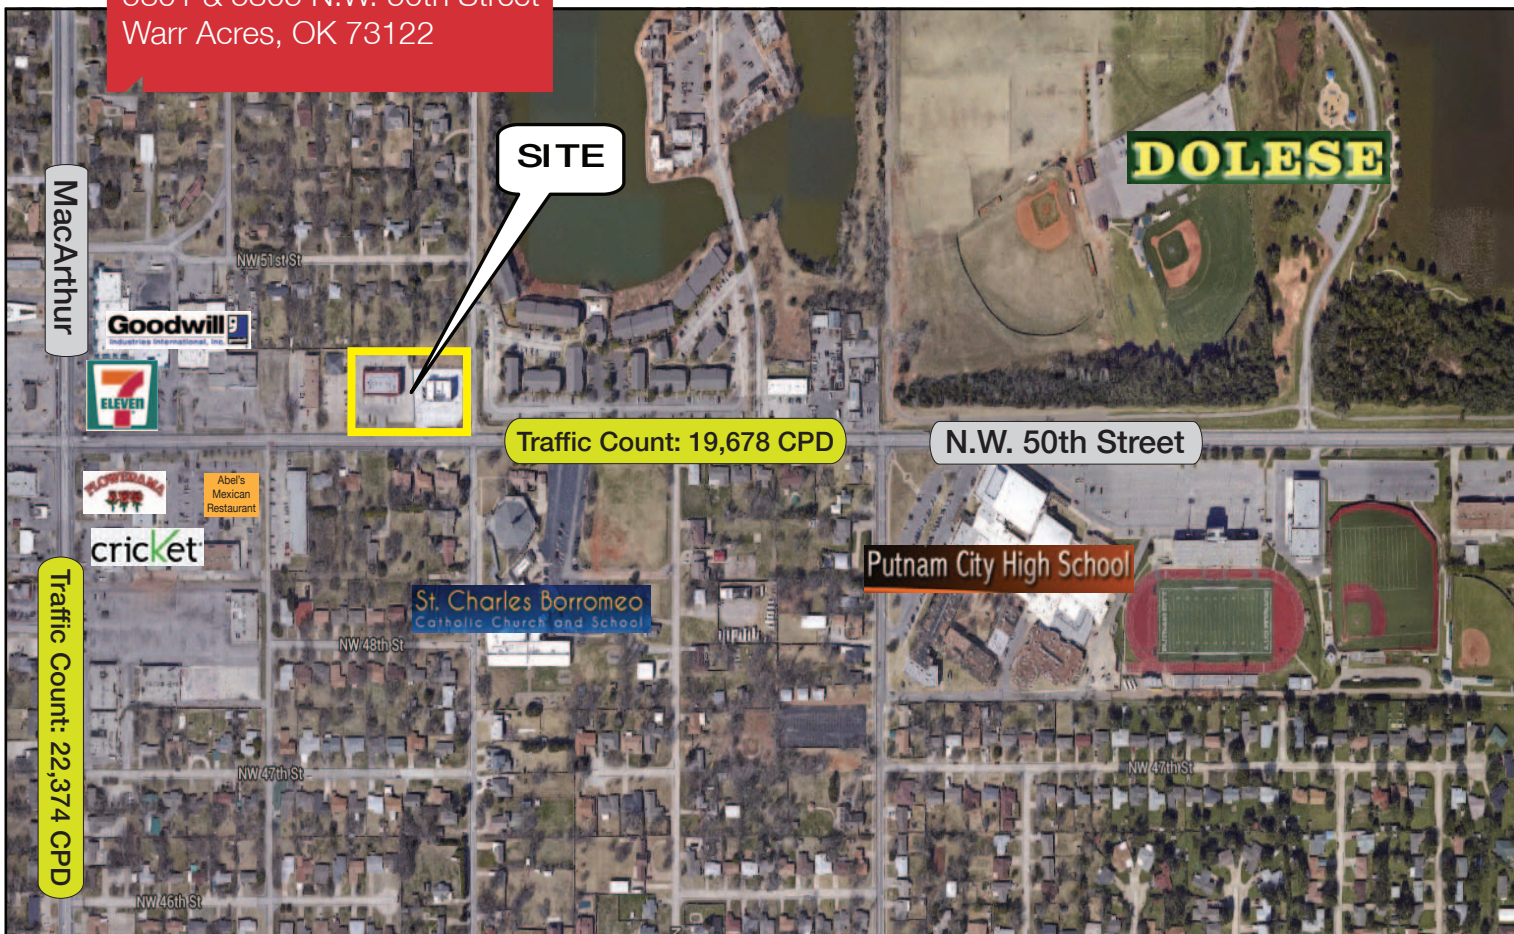 Warr Acres, OK 73122
SITE
DOLESE
MacArthur
NW 51st St
Goodwill
Industries International, Inc.
7
ELEVEN
Traffic Count: 19,678 CPD
N.W. 50th Street
FLOWERAMA
Abel's
Mexican
Restaurant
cricket
Putnam City High School
St. Charles Borromeo
Catholic Church and School
NW 48th St
Traffic Count: 22,374 CPD
NW 47th St
NW 47th St
NW 46th St